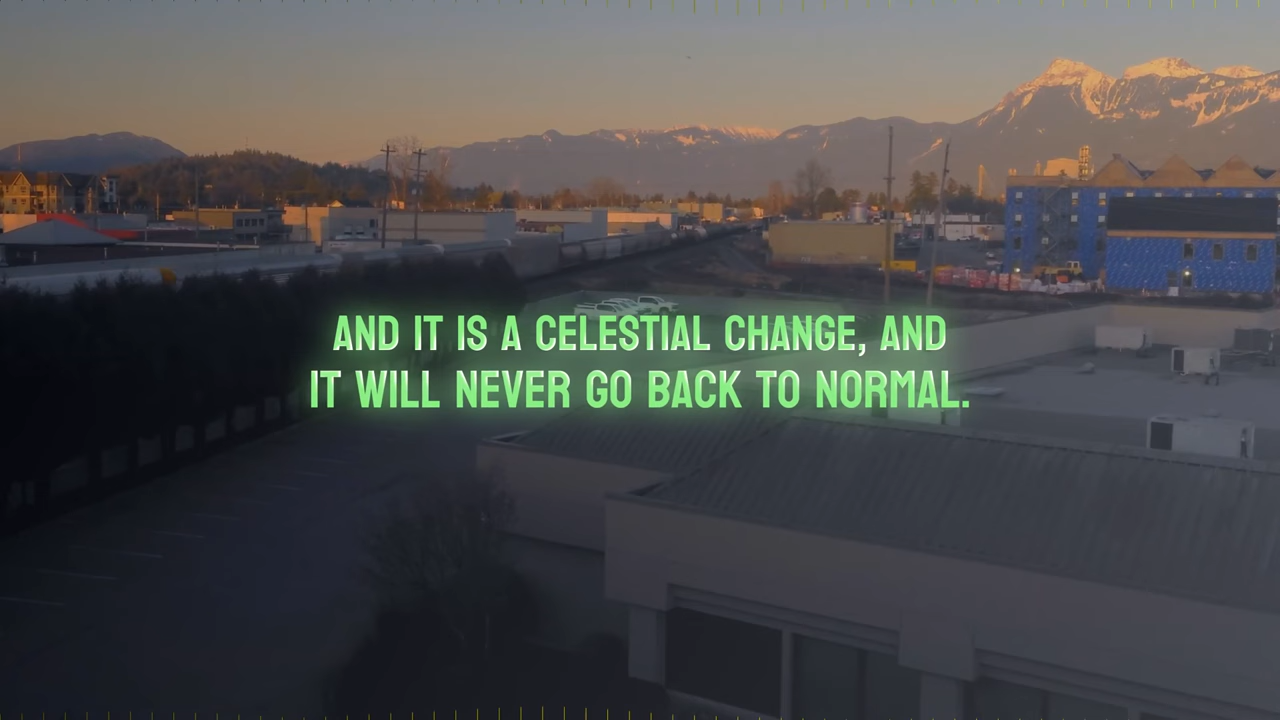 AND IT IS A CELESTIAL CHANGE, AND
IT WILL NEVER GO BACK TO NORMAL.